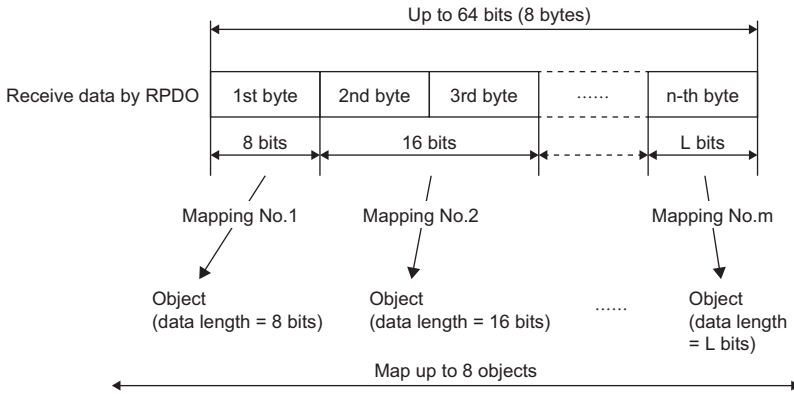 Up to 64 bits (8 bytes)
Receive data by RPDO 1st byte 2nd byte 3rd byte ...... n-th byte
8 bits 16 bits L bits
Mapping No.1 Mapping No.2 Mapping No.m
Object Object Object
(data length = 8 bits) (data length = 16 bits) ...... (data length
= L bits)
Map up to 8 objects